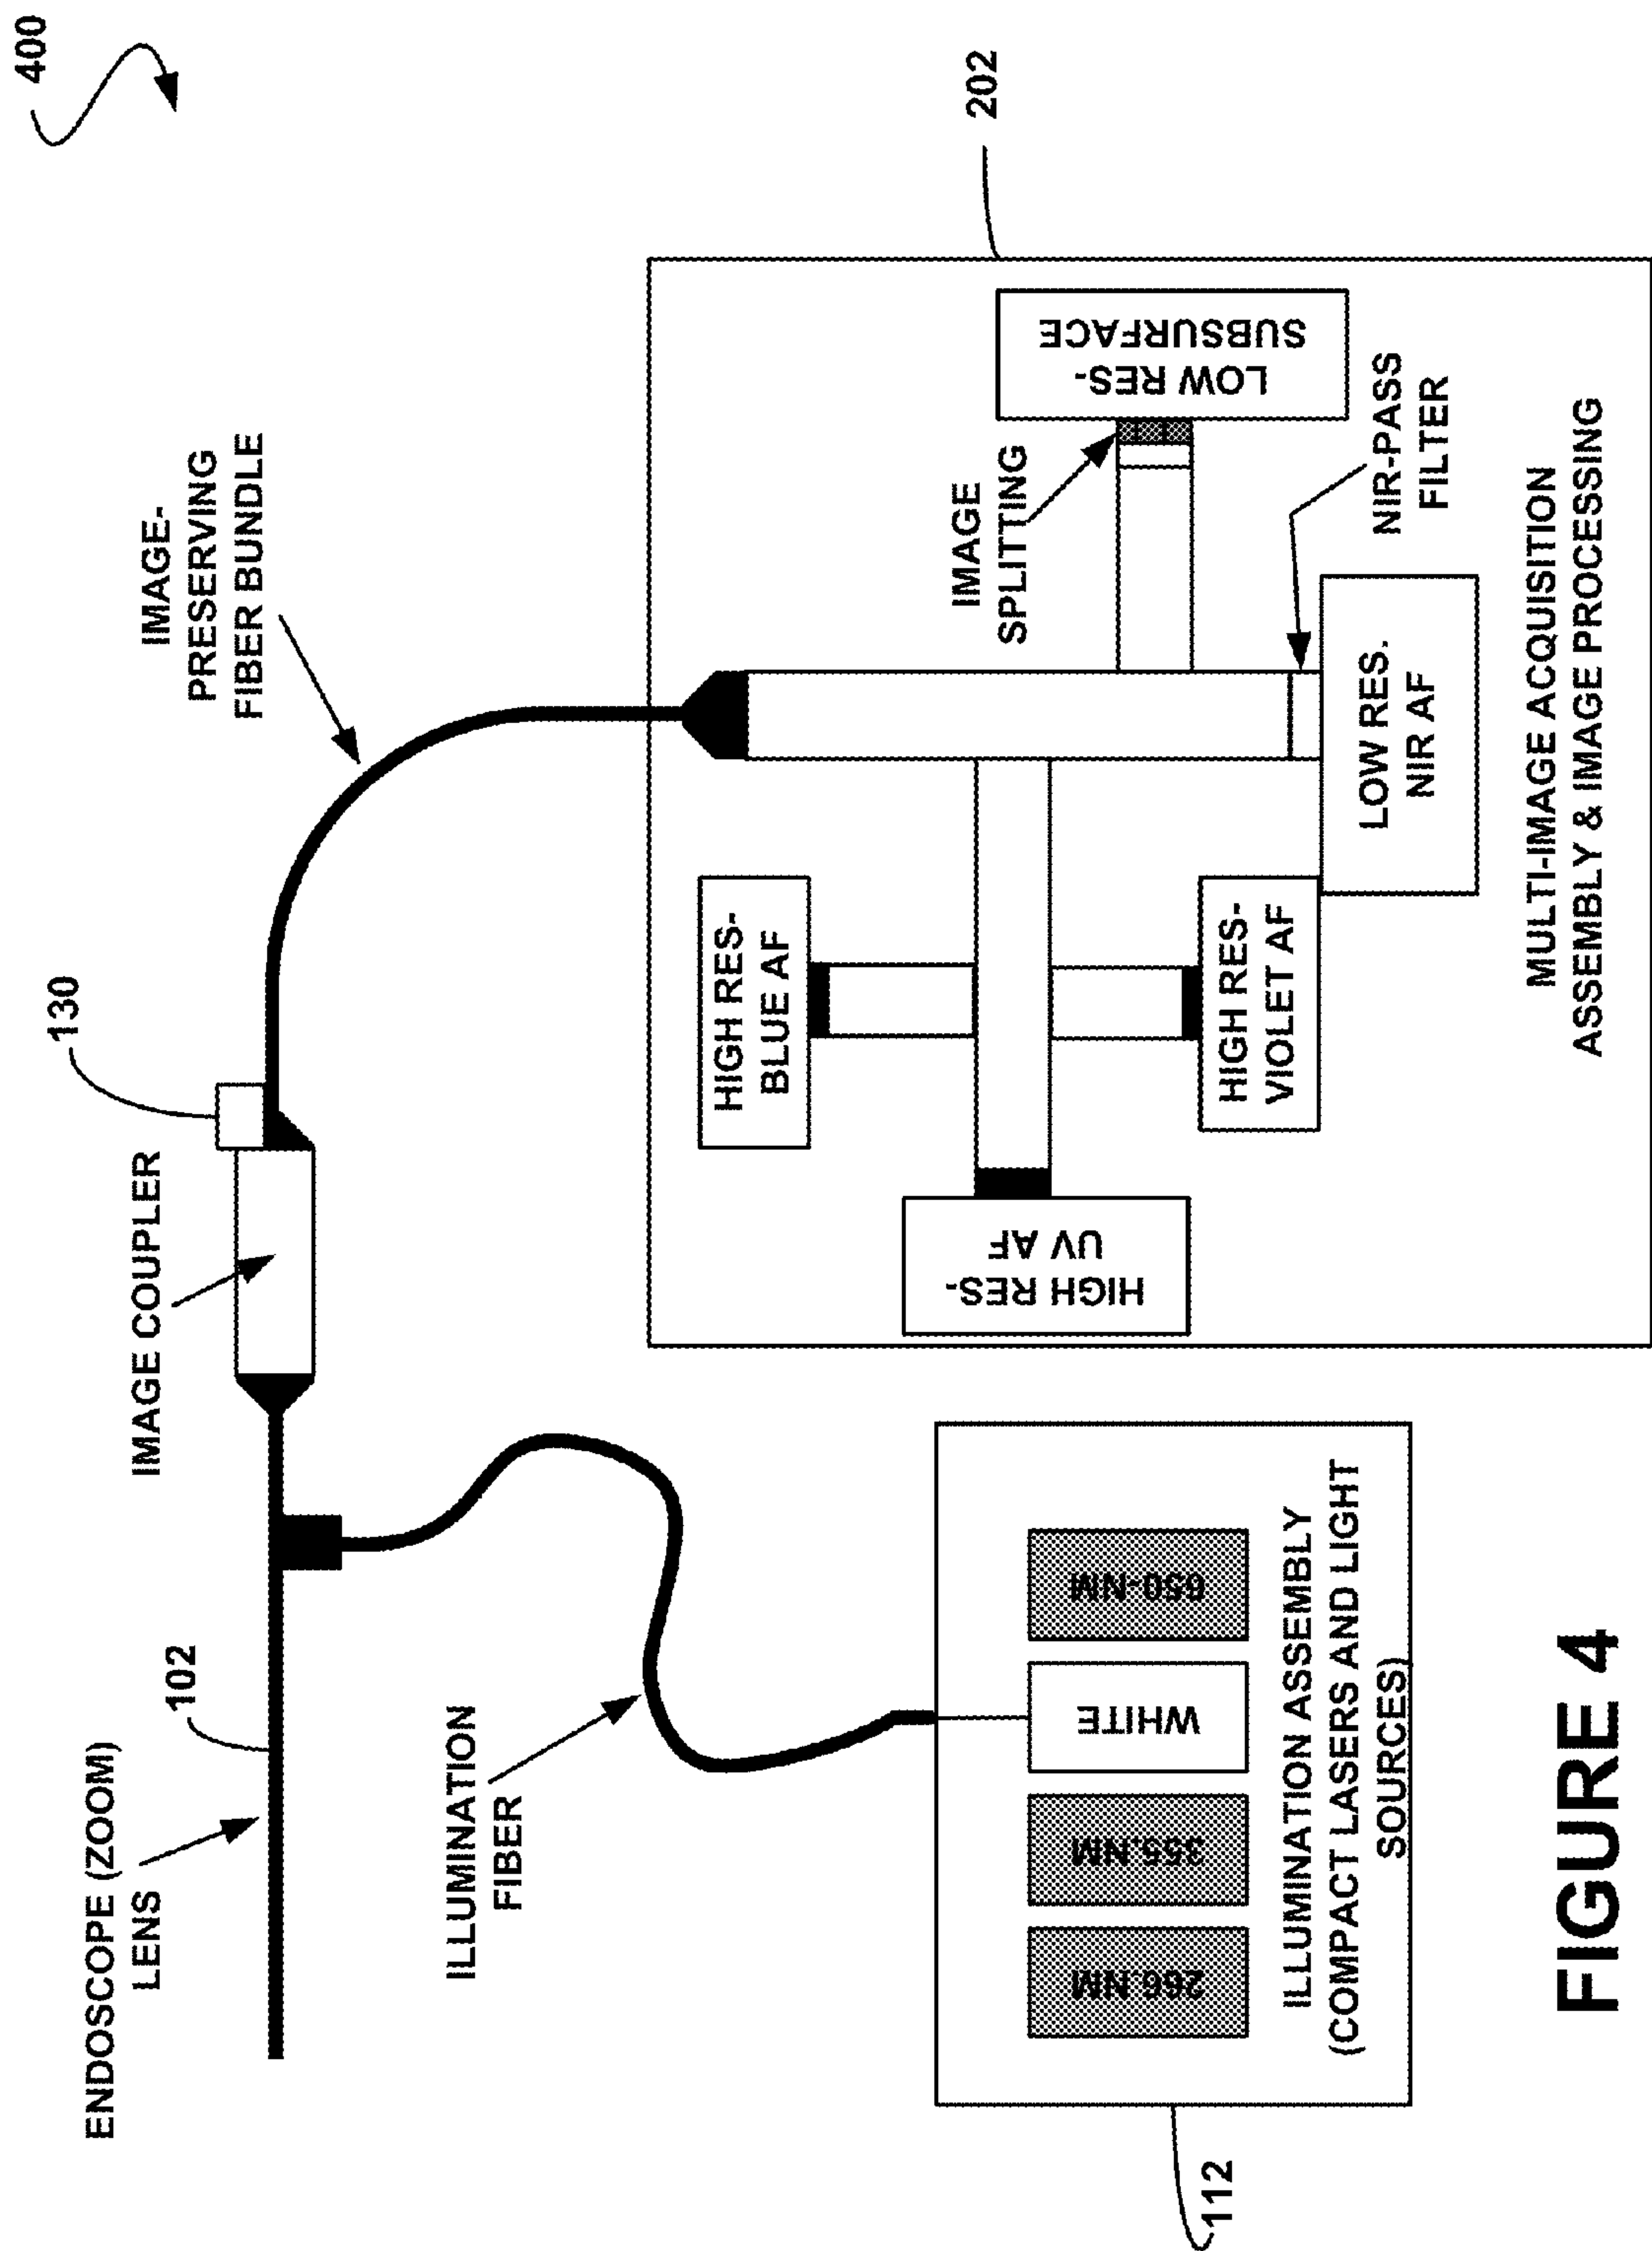 400
ENDOSCOPE (ZOOM)
LENS
102
IMAGE COUPLER
130
IMAGE-
PRESERVING
FIBER BUNDLE
202
ILLUMINATION
FIBER
266 NM
355 NM
WHITE
650-NM
ILLUMINATION ASSEMBLY
(COMPACT LASERS AND LIGHT
SOURCES)
112
HIGH RES-
UV AF
HIGH RES-
BLUE AF
HIGH RES-
VIOLET AF
IMAGE
SPLITTING
LOW RES-
SUBSURFACE
LOW RES.
NIR AF
NIR-PASS
FILTER
MULTI-IMAGE ACQUISITION
ASSEMBLY & IMAGE PROCESSING
FIGURE 4